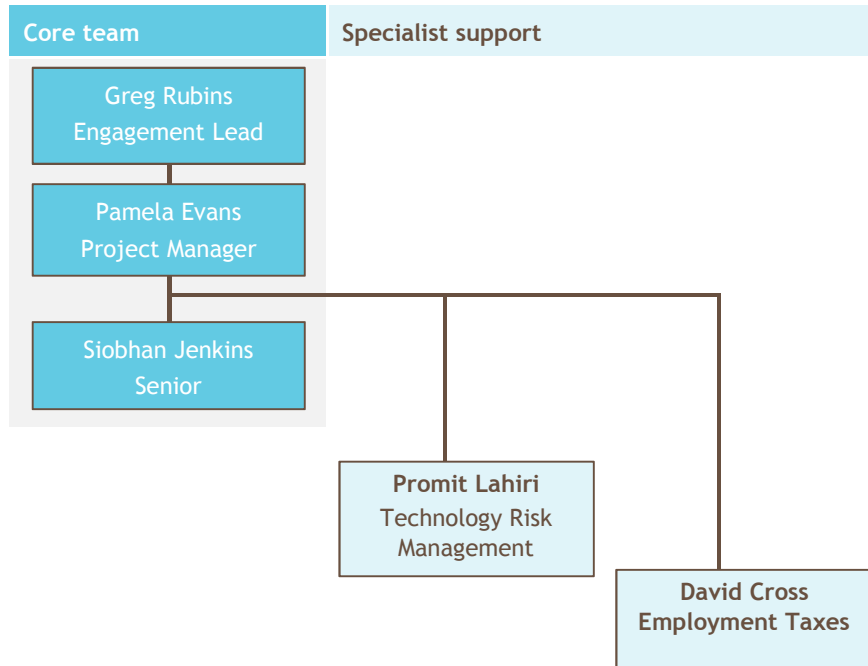 Core team
Specialist support
Greg Rubins
Engagement Lead
Pamela Evans
Project Manager
Siobhan Jenkins
Senior
Promit Lahiri
Technology Risk
Management
David Cross
Employment Taxes